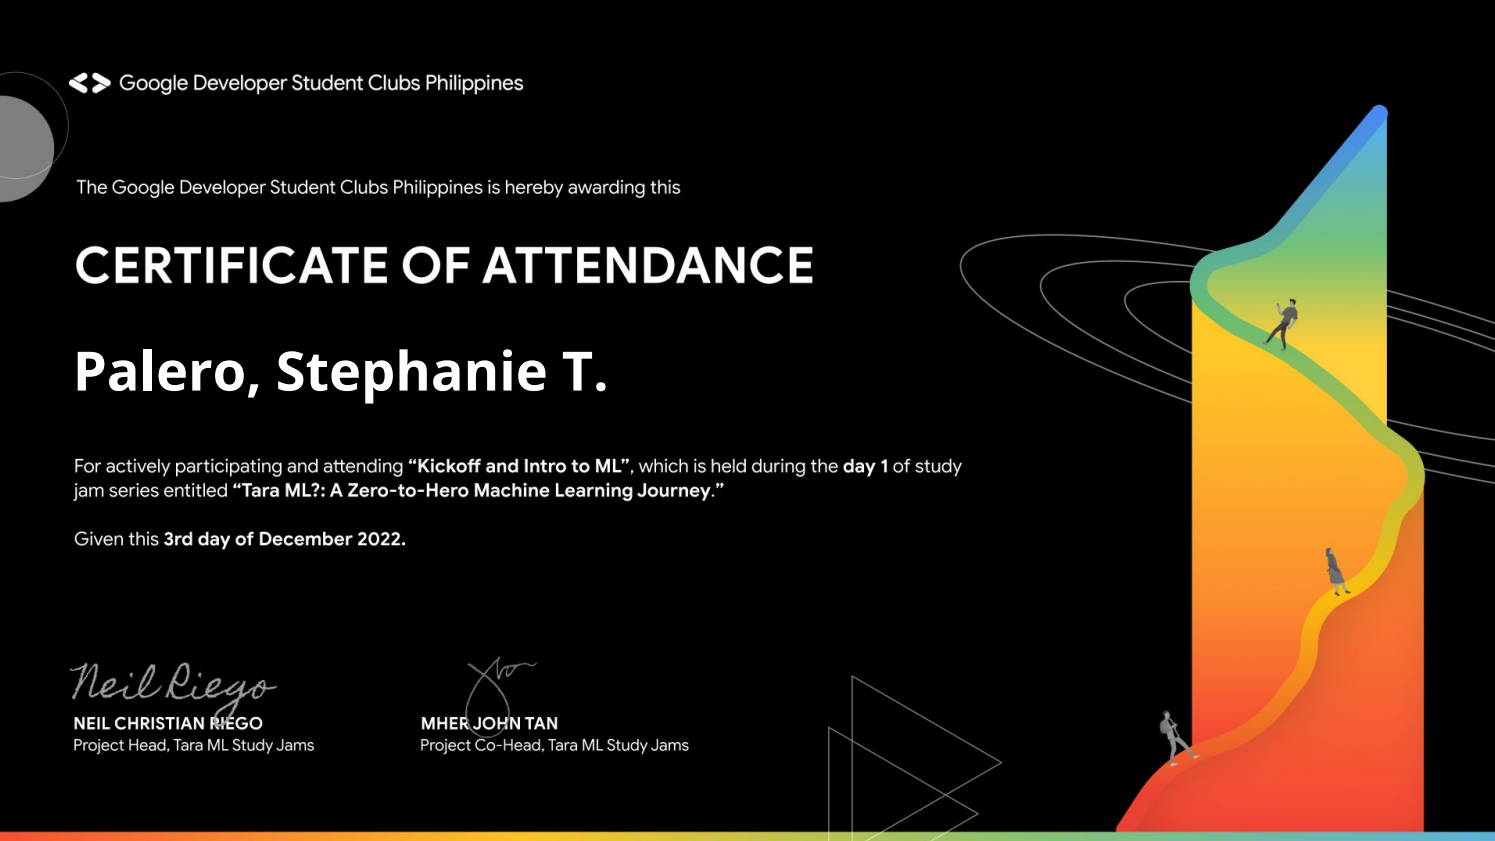 Google Developer Student Clubs Philippines
The Google Developer Student Clubs Philippines is hereby awarding this
CERTIFICATE OF ATTENDANCE
Palero, Stephanie T.
For actively participating and attending “Kickoff and Intro to ML”, which is held during the day 1 of study
jam series entitled “Tara ML?: A Zero-to-Hero Machine Learning Journey.”
Given this 3rd day of December 2022.
Neil Riego
NEIL CHRISTIAN RIEGO
Project Head, Tara ML Study Jams
MHER JOHN TAN
Project Co-Head, Tara ML Study Jams